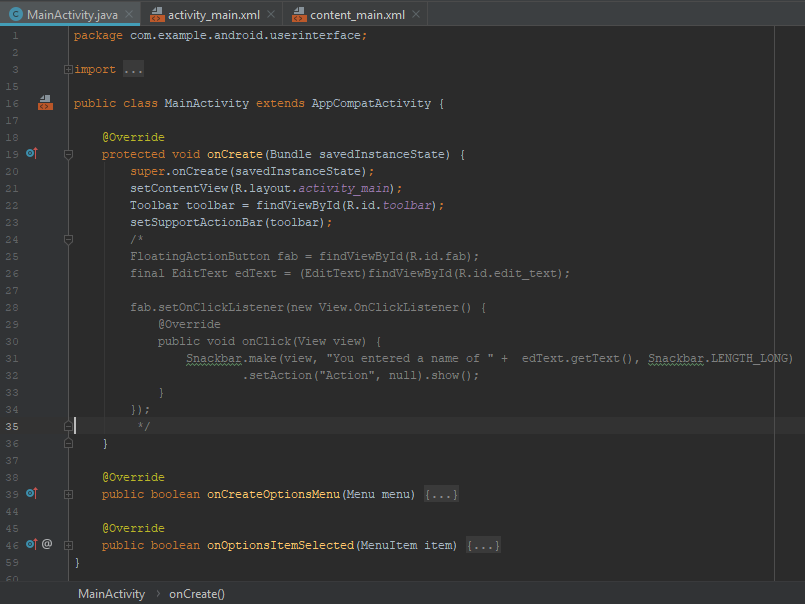 MainActivity.java × activity_main.xml × content_main.xml ×
1 package com.example.android.userinterface;
2
3 import ...
15
16 public class MainActivity extends AppCompatActivity {
17
18 @Override
19 protected void onCreate(Bundle savedInstanceState) {
20 super.onCreate(savedInstanceState);
21 setContentView(R.layout.activity_main);
22 Toolbar toolbar = findViewById(R.id.toolbar);
23 setSupportActionBar(toolbar);
24 /*
25 FloatingActionButton fab = findViewById(R.id.fab);
26 final EditText edText = (EditText)findViewById(R.id.edit_text);
27
28 fab.setOnClickListener(new View.OnClickListener() {
29 @Override
30 public void onClick(View view) {
31 Snackbar.make(view, "You entered a name of " +  edText.getText(), Snackbar.LENGTH_LONG)
32 .setAction("Action", null).show();
33 }
34 });
35 */
36 }
37
38 @Override
39 public boolean onCreateOptionsMenu(Menu menu) {...}
44
45 @Override
46 @ public boolean onOptionsItemSelected(MenuItem item) {...}
59 }
60
MainActivity > onCreate()